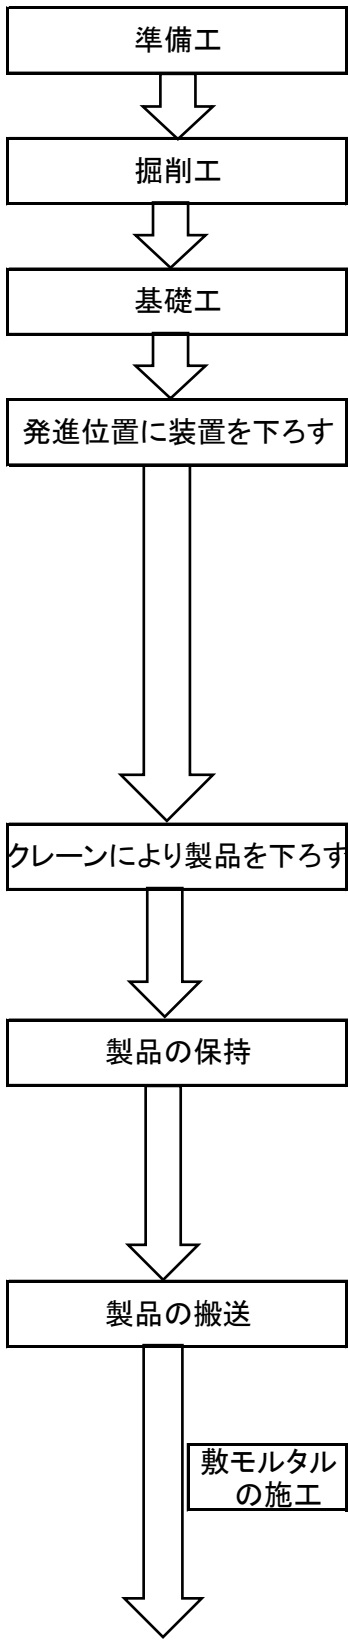 準備工
掘削工
基礎工
発進位置に装置を下ろす
クレーンにより製品を下ろす
製品の保持
製品の搬送
敷モルタル
の施工